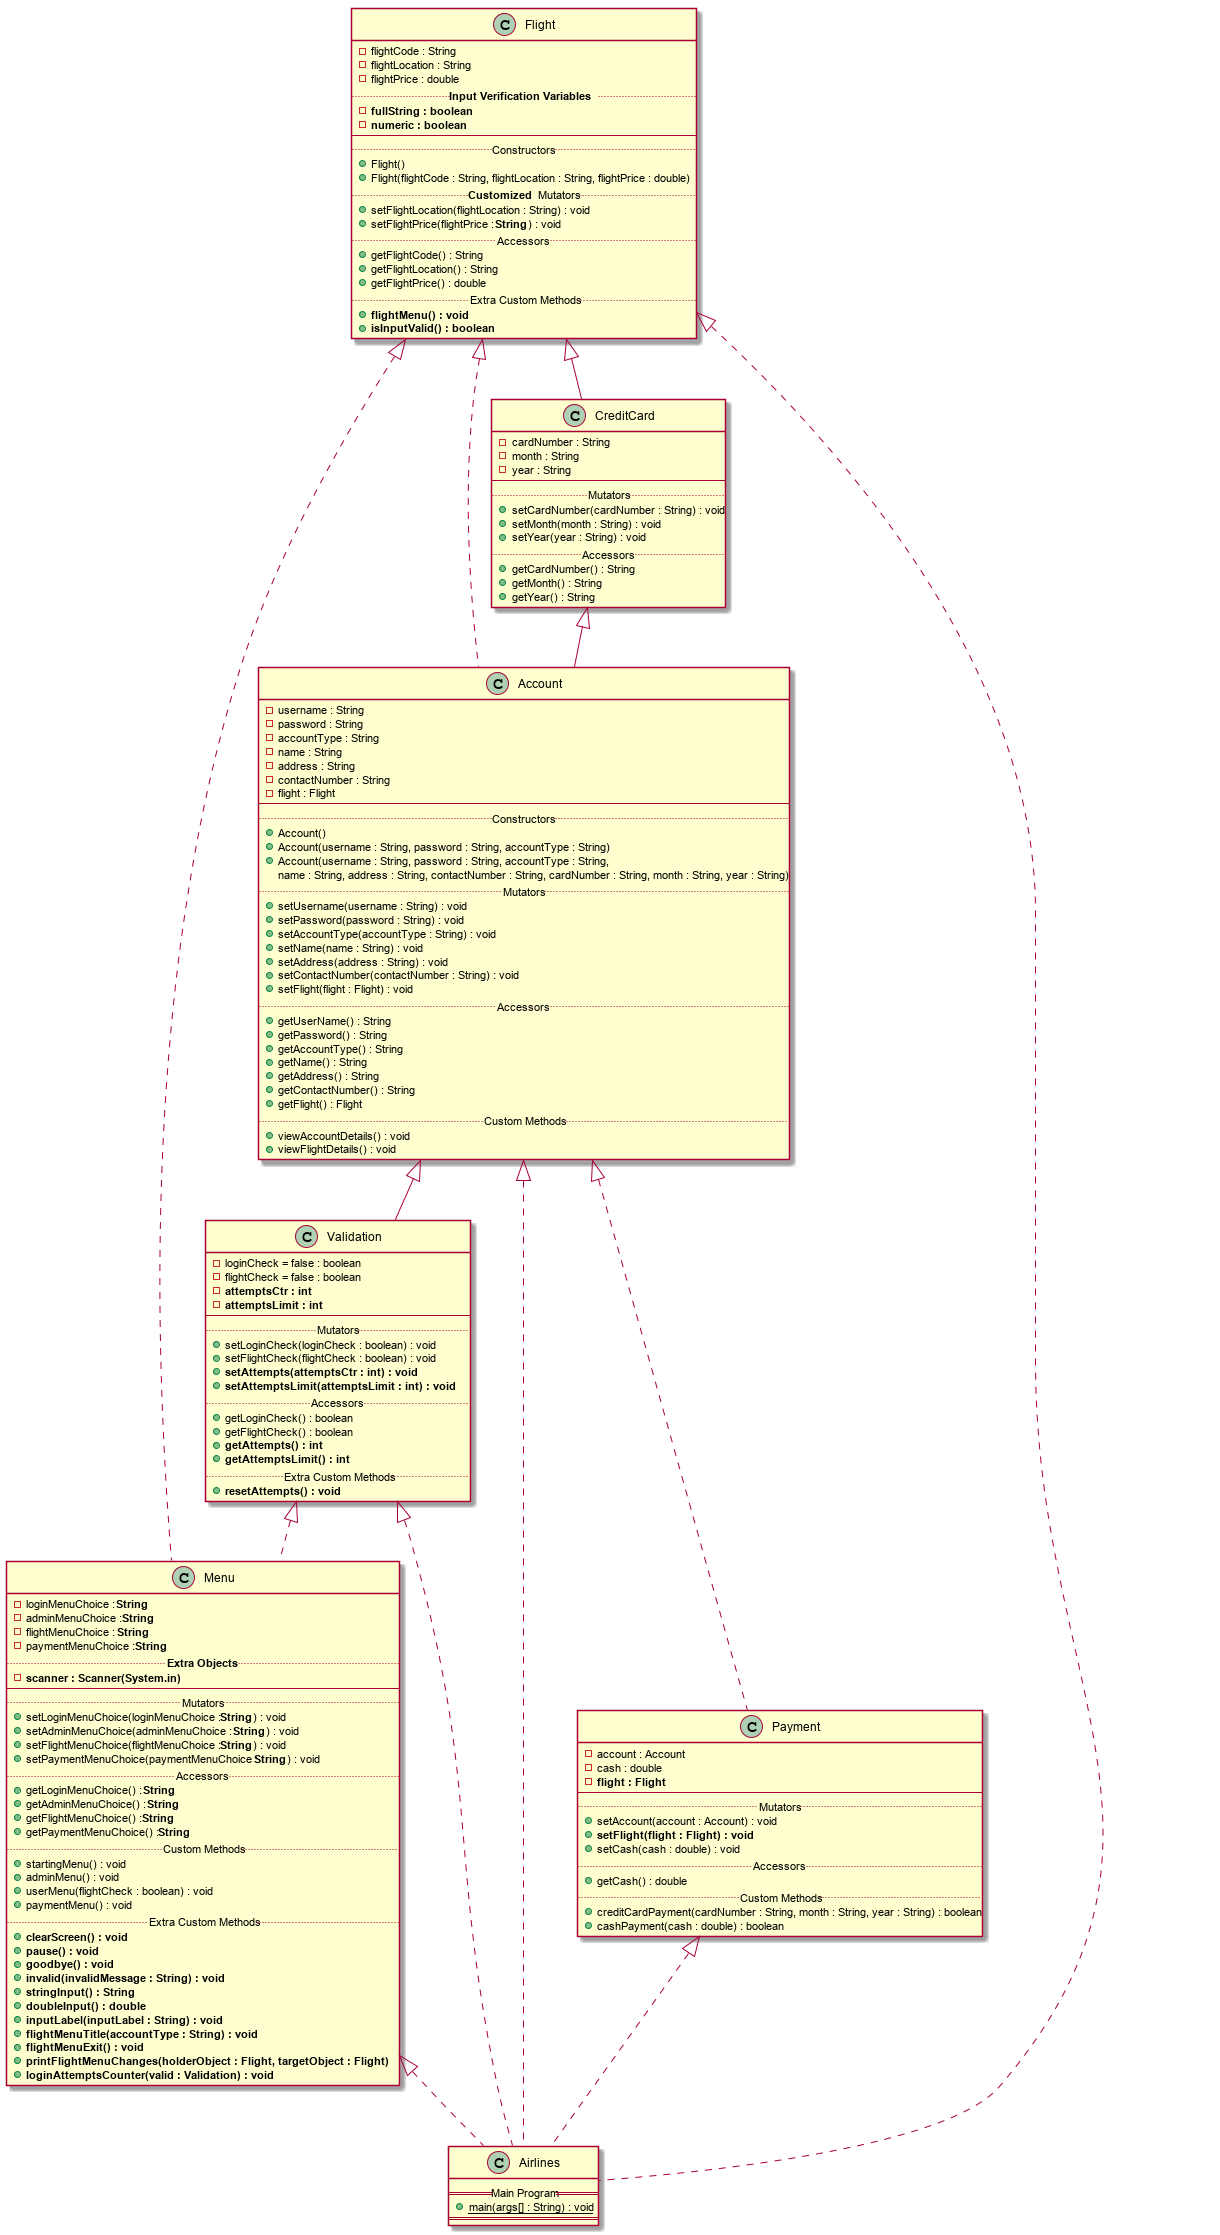 C Flight
flightCode : String
flightLocation : String
flightPrice : double
Input Verification Variables
fullString : boolean
numeric : boolean
Constructors
Flight()
Flight(flightCode : String, flightLocation : String, flightPrice : double)
Customized Mutators
setFlightLocation(flightLocation : String) : void
setFlightPrice(flightPrice :String ) : void
Accessors
getFlightCode() : String
getFlightLocation() : String
getFlightPrice() : double
Extra Custom Methods
flightMenu() : void
isInputValid() : boolean
C CreditCard
cardNumber : String
month : String
year : String
Mutators
setCardNumber(cardNumber : String) : void
setMonth(month : String) : void
setYear(year : String) : void
Accessors
getCardNumber() : String
getMonth() : String
getYear() : String
C Account
username : String
password : String
accountType : String
name : String
address : String
contactNumber : String
flight : Flight
Constructors
Account()
Account(username : String, password : String, accountType : String)
Account(username : String, password : String, accountType : String,
name : String, address : String, contactNumber : String, cardNumber : String, month : String, year : String)
Mutators
setUsername(username : String) : void
setPassword(password : String) : void
setAccountType(accountType : String) : void
setName(name : String) : void
setAddress(address : String) : void
setContactNumber(contactNumber : String) : void
setFlight(flight : Flight) : void
Accessors
getUserName() : String
getPassword() : String
getAccountType() : String
getName() : String
getAddress() : String
getContactNumber() : String
getFlight() : Flight
Custom Methods
viewAccountDetails() : void
viewFlightDetails() : void
C Validation
loginCheck = false : boolean
flightCheck = false : boolean
attemptsCtr : int
attemptsLimit : int
Mutators
setLoginCheck(loginCheck : boolean) : void
setFlightCheck(flightCheck : boolean) : void
setAttempts(attemptsCtr : int) : void
setAttemptsLimit(attemptsLimit : int) : void
Accessors
getLoginCheck() : boolean
getFlightCheck() : boolean
getAttempts() : int
getAttemptsLimit() : int
Extra Custom Methods
resetAttempts() : void
C Menu
loginMenuChoice :String
adminMenuChoice :String
flightMenuChoice : String
paymentMenuChoice :String
Extra Objects
scanner : Scanner(System.in)
Mutators
setLoginMenuChoice(loginMenuChoice :String ) : void
setAdminMenuChoice(adminMenuChoice :String ) : void
setFlightMenuChoice(flightMenuChoice :String ) : void
setPaymentMenuChoice(paymentMenuChoice String ) : void
Accessors
getLoginMenuChoice() :String
getAdminMenuChoice() :String
getFlightMenuChoice() :String
getPaymentMenuChoice() :String
Custom Methods
startingMenu() : void
adminMenu() : void
userMenu(flightCheck : boolean) : void
paymentMenu() : void
Extra Custom Methods
clearScreen() : void
pause() : void
goodbye() : void
invalid(invalidMessage : String) : void
stringInput() : String
doubleInput() : double
inputLabel(inputLabel : String) : void
flightMenuTitle(accountType : String) : void
flightMenuExit() : void
printFlightMenuChanges(holderObject : Flight, targetObject : Flight)
loginAttemptsCounter(valid : Validation) : void
C Payment
account : Account
cash : double
flight : Flight
Mutators
setAccount(account : Account) : void
setFlight(flight : Flight) : void
setCash(cash : double) : void
Accessors
getCash() : double
Custom Methods
creditCardPayment(cardNumber : String, month : String, year : String) : boolean
cashPayment(cash : double) : boolean
C Airlines
Main Program
main(args[] : String) : void